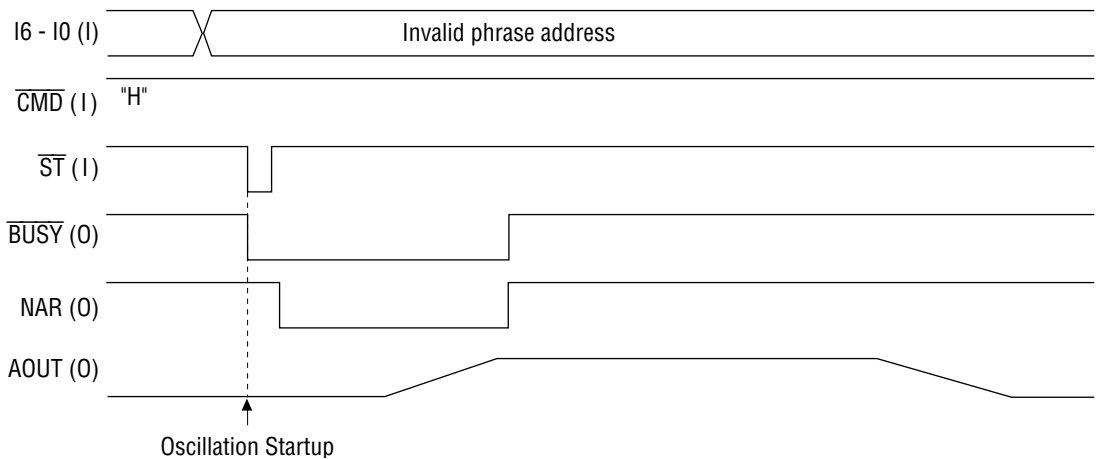 I6 - I0 (I)
Invalid phrase address
CMD (I)
"H"
ST (I)
BUSY (O)
NAR (O)
AOUT (O)
Oscillation Startup